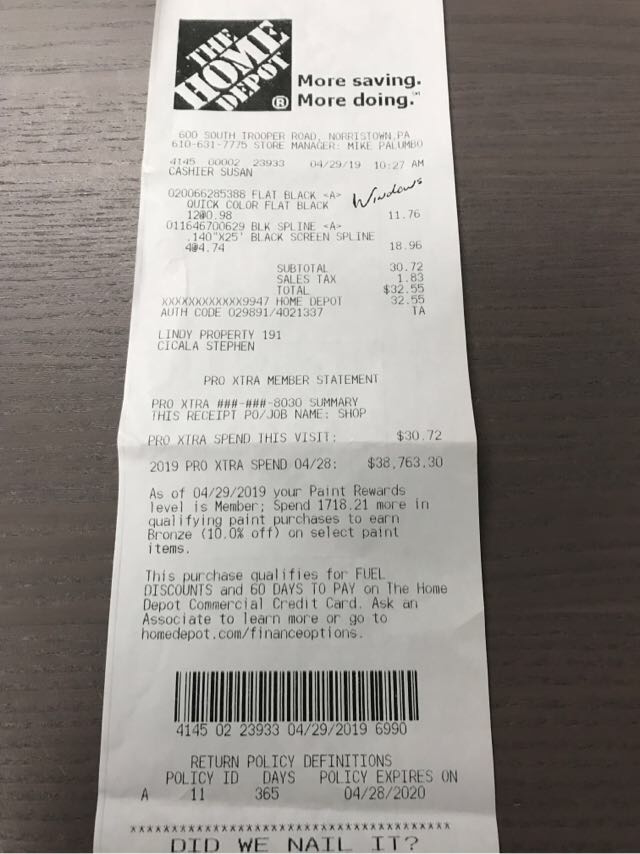 THE
HOME
DEPOT
®
More saving.
More doing.™
600 SOUTH TROOPER ROAD, NORRISTOWN,PA
610-631-7775 STORE MANAGER: MIKE PALUMBO
4145 00002 23933 04/29/19 10:27 AM
CASHIER SUSAN
020066285388 FLAT BLACK <A> Windows
QUICK COLOR FLAT BLACK
12@0.98 11.76
011646700629 BLK SPLINE <A>
.140"X25' BLACK SCREEN SPLINE
4@4.74 18.96
SUBTOTAL 30.72
SALES TAX 1.83
TOTAL $32.55
XXXXXXXXXXXX9947 HOME DEPOT 32.55
AUTH CODE 029891/4021337 TA
LINDY PROPERTY 191
CICALA STEPHEN
PRO XTRA MEMBER STATEMENT
PRO XTRA ###-###-8030 SUMMARY
THIS RECEIPT PO/JOB NAME: SHOP
PRO XTRA SPEND THIS VISIT: $30.72
2019 PRO XTRA SPEND 04/28: $38,763.30
As of 04/29/2019 your Paint Rewards
level is Member; Spend 1718.21 more in
qualifying paint purchases to earn
Bronze (10.0% off) on select paint
items.
This purchase qualifies for FUEL
DISCOUNTS and 60 DAYS TO PAY on The Home
Depot Commercial Credit Card. Ask an
Associate to learn more or go to
homedepot.com/financeoptions.
4145 02 23933 04/29/2019 6990
RETURN POLICY DEFINITIONS
POLICY ID DAYS POLICY EXPIRES ON
A 11 365 04/28/2020
DID WE NAIL IT?